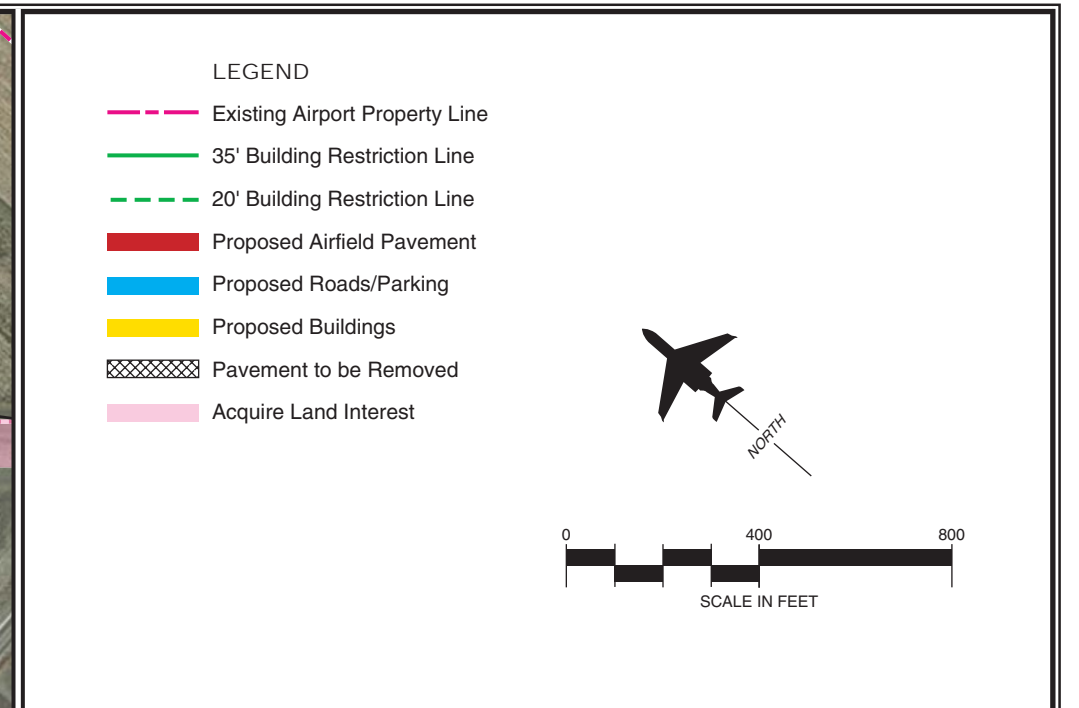 LEGEND
Existing Airport Property Line
35' Building Restriction Line
20' Building Restriction Line
Proposed Airfield Pavement
Proposed Roads/Parking
Proposed Buildings
Pavement to be Removed
Acquire Land Interest
NORTH
0 400 800
SCALE IN FEET